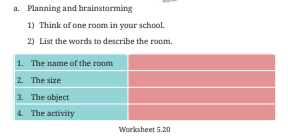 a. Planning and brainstorming
1) Think of one room in your school.
2) List the words to describe the room.
1. The name of the room
2. The size
3. The object
4. The activity
Worksheet 5.20